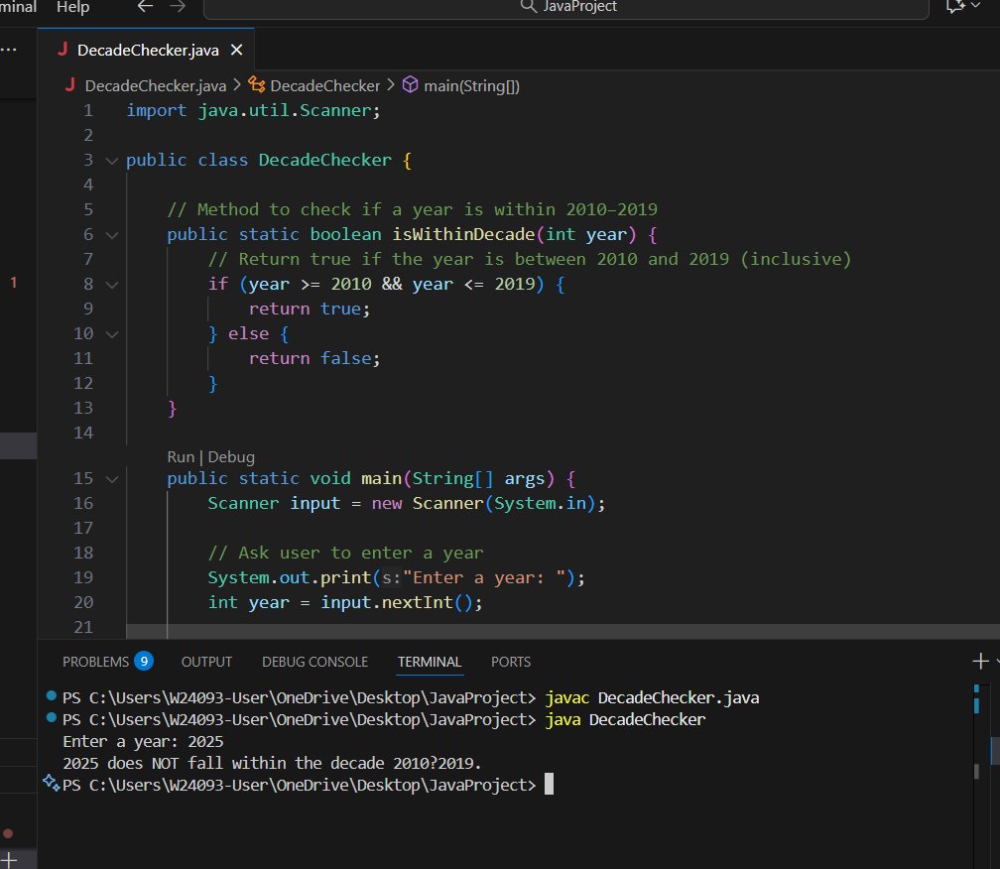 minal Help JavaProject
DecadeChecker.java
DecadeChecker.java > DecadeChecker > main(String[])
1 import java.util.Scanner;
2
3 public class DecadeChecker {
4
5 // Method to check if a year is within 2010–2019
6 public static boolean isWithinDecade(int year) {
7 // Return true if the year is between 2010 and 2019 (inclusive)
8 if (year >= 2010 && year <= 2019) {
9 return true;
10 } else {
11 return false;
12 }
13 }
14
Run | Debug
15 public static void main(String[] args) {
16 Scanner input = new Scanner(System.in);
17
18 // Ask user to enter a year
19 System.out.print(s:"Enter a year: ");
20 int year = input.nextInt();
21
1
PROBLEMS 9 OUTPUT DEBUG CONSOLE TERMINAL PORTS
PS C:\Users\W24093-User\OneDrive\Desktop\JavaProject> javac DecadeChecker.java
PS C:\Users\W24093-User\OneDrive\Desktop\JavaProject> java DecadeChecker
Enter a year: 2025
2025 does NOT fall within the decade 2010?2019.
PS C:\Users\W24093-User\OneDrive\Desktop\JavaProject>